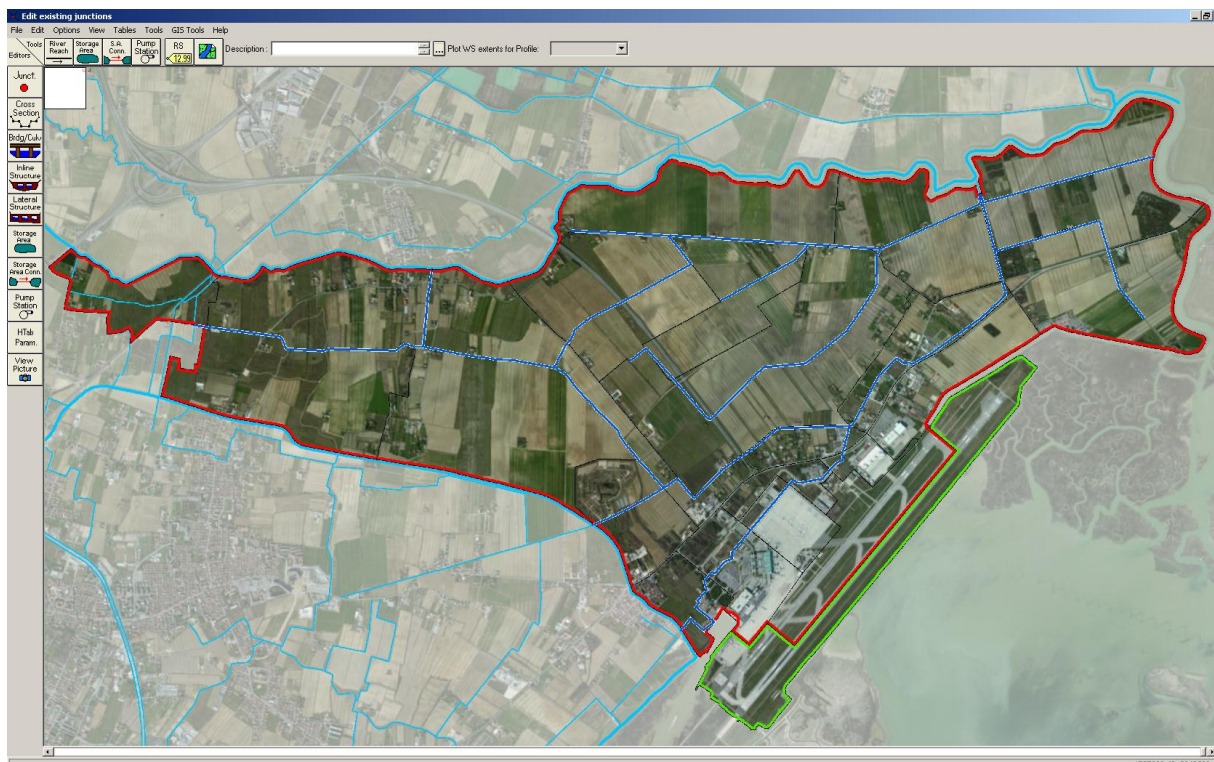 Edit existing junctions
File Edit Options View Tables Tools GIS Tools Help
Tools
Editors
River
Reach
Storage
Area
S.A.
Conn.
Pump
Station
RS
12.99
Description :
...
Plot WS extents for Profile:
Junct.
Cross
Section
Brdg/Culv
Inline
Structure
Lateral
Structure
Storage
Area
Storage
Area Conn.
Pump
Station
HTab
Param.
View
Picture